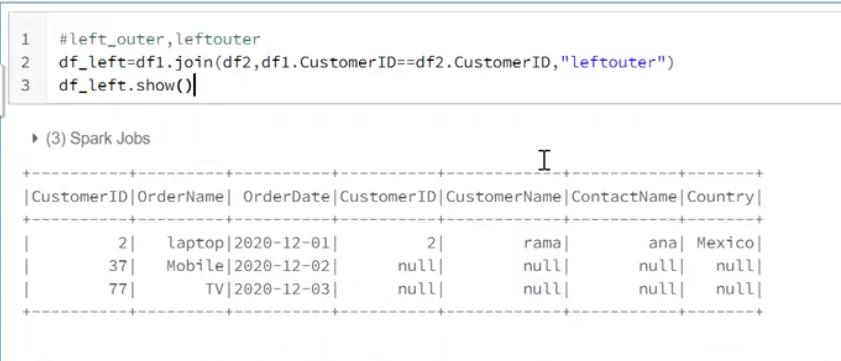 1 #left_outer,leftouter
2 df_left=df1.join(df2,df1.CustomerID==df2.CustomerID,"leftouter")
3 df_left.show()
(3) Spark Jobs
+----------+---------+----------+----------+------------+-----------+-------+
|CustomerID|OrderName| OrderDate|CustomerID|CustomerName|ContactName|Country|
+----------+---------+----------+----------+------------+-----------+-------+
|         2|   laptop|2020-12-01|         2|        rama|        ana| Mexico|
|        37|   Mobile|2020-12-02|      null|        null|       null|   null|
|        77|       TV|2020-12-03|      null|        null|       null|   null|
+----------+---------+----------+----------+------------+-----------+-------+